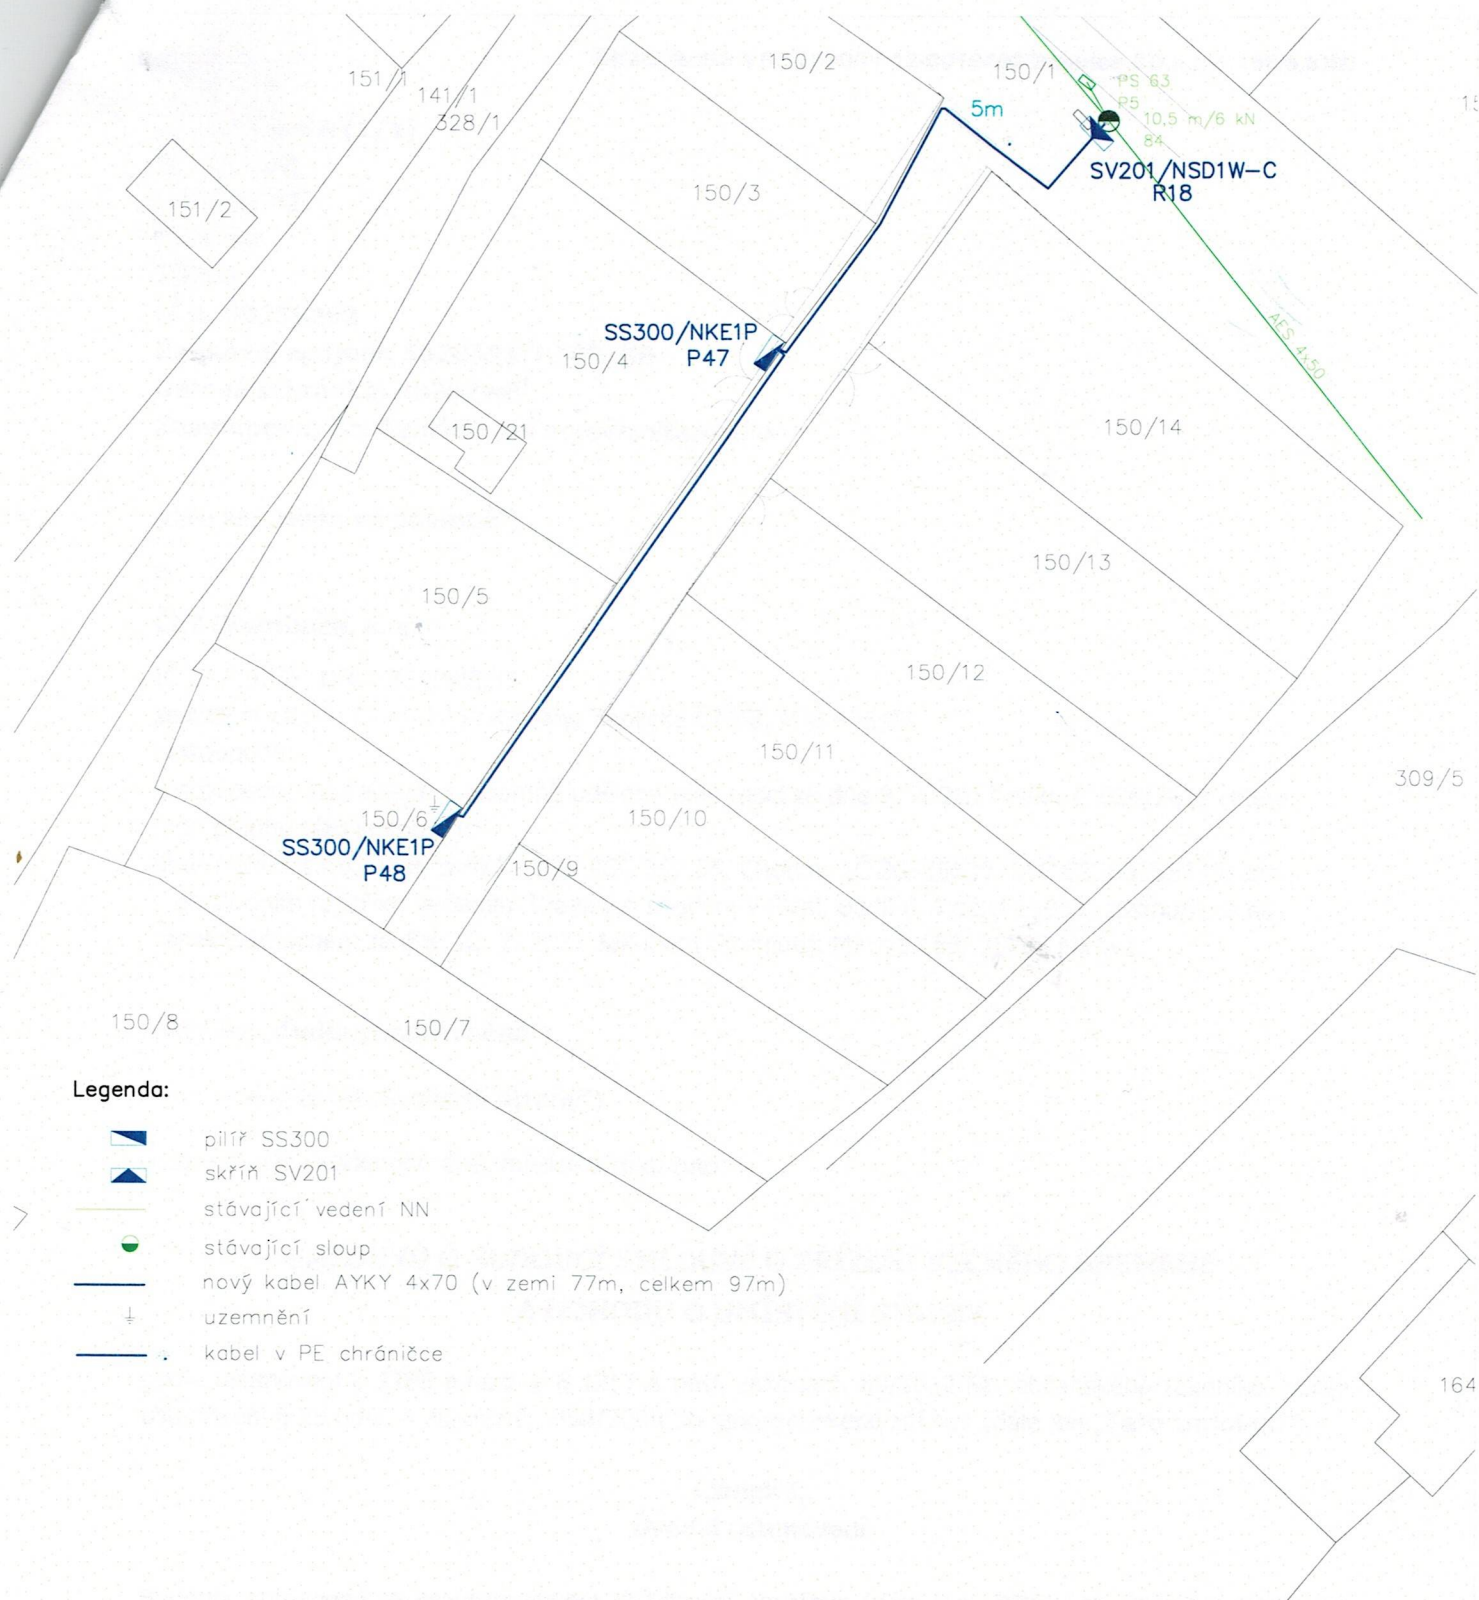 150/2
150/1
151/1
141/1
328/1
5m
PS 63
P5
10,5 m/6 kN
84
SV201/NSD1W-C
R18
150/3
151/2
SS300/NKE1P
P47
150/4
AES 4x50
150/21
150/14
150/13
150/5
150/12
150/11
309/5
150/6
150/10
SS300/NKE1P
P48
150/9
150/8
150/7
Legenda:
pilíř SS300
skříň SV201
stávající vedení NN
stávající sloup
nový kabel AYKY 4x70 (v zemi 77m, celkem 97m)
uzemnění
kabel v PE chráničce
164